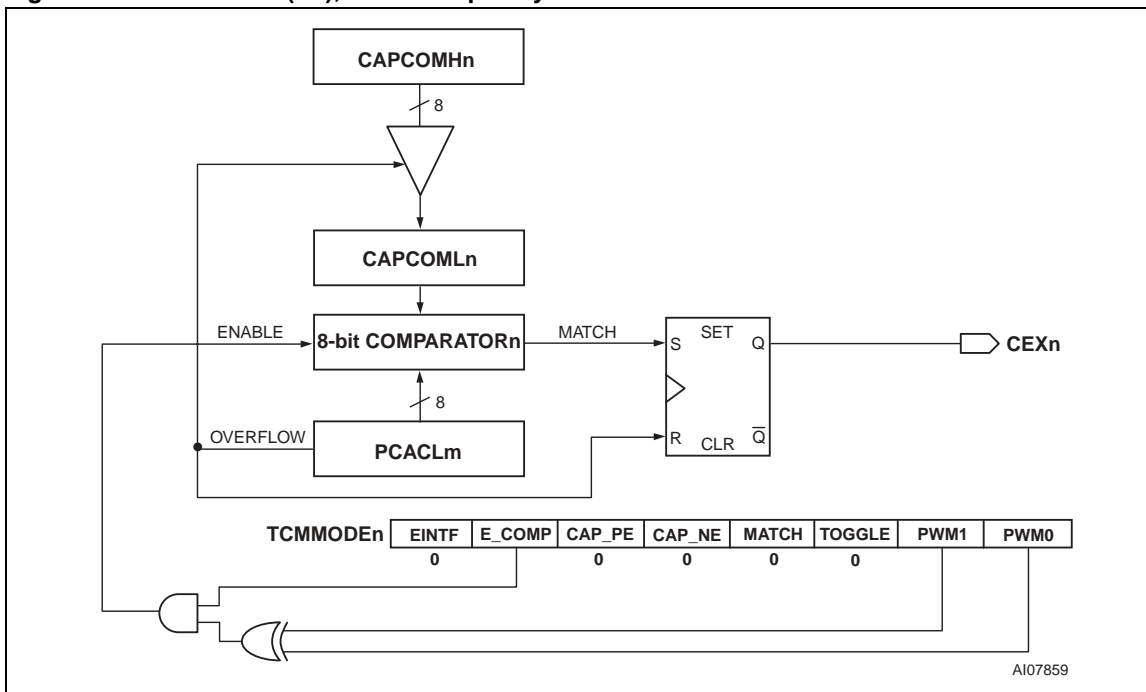 CAPCOMHn
8
CAPCOMLn
ENABLE
8-bit COMPARATORn
MATCH
S
SET
Q
CEXn
8
OVERFLOW
PCACLm
R
CLR
Q̅
TCMMODEn
EINTF E_COMP CAP_PE CAP_NE MATCH TOGGLE PWM1 PWM0
0 0 0 0 0
AI07859